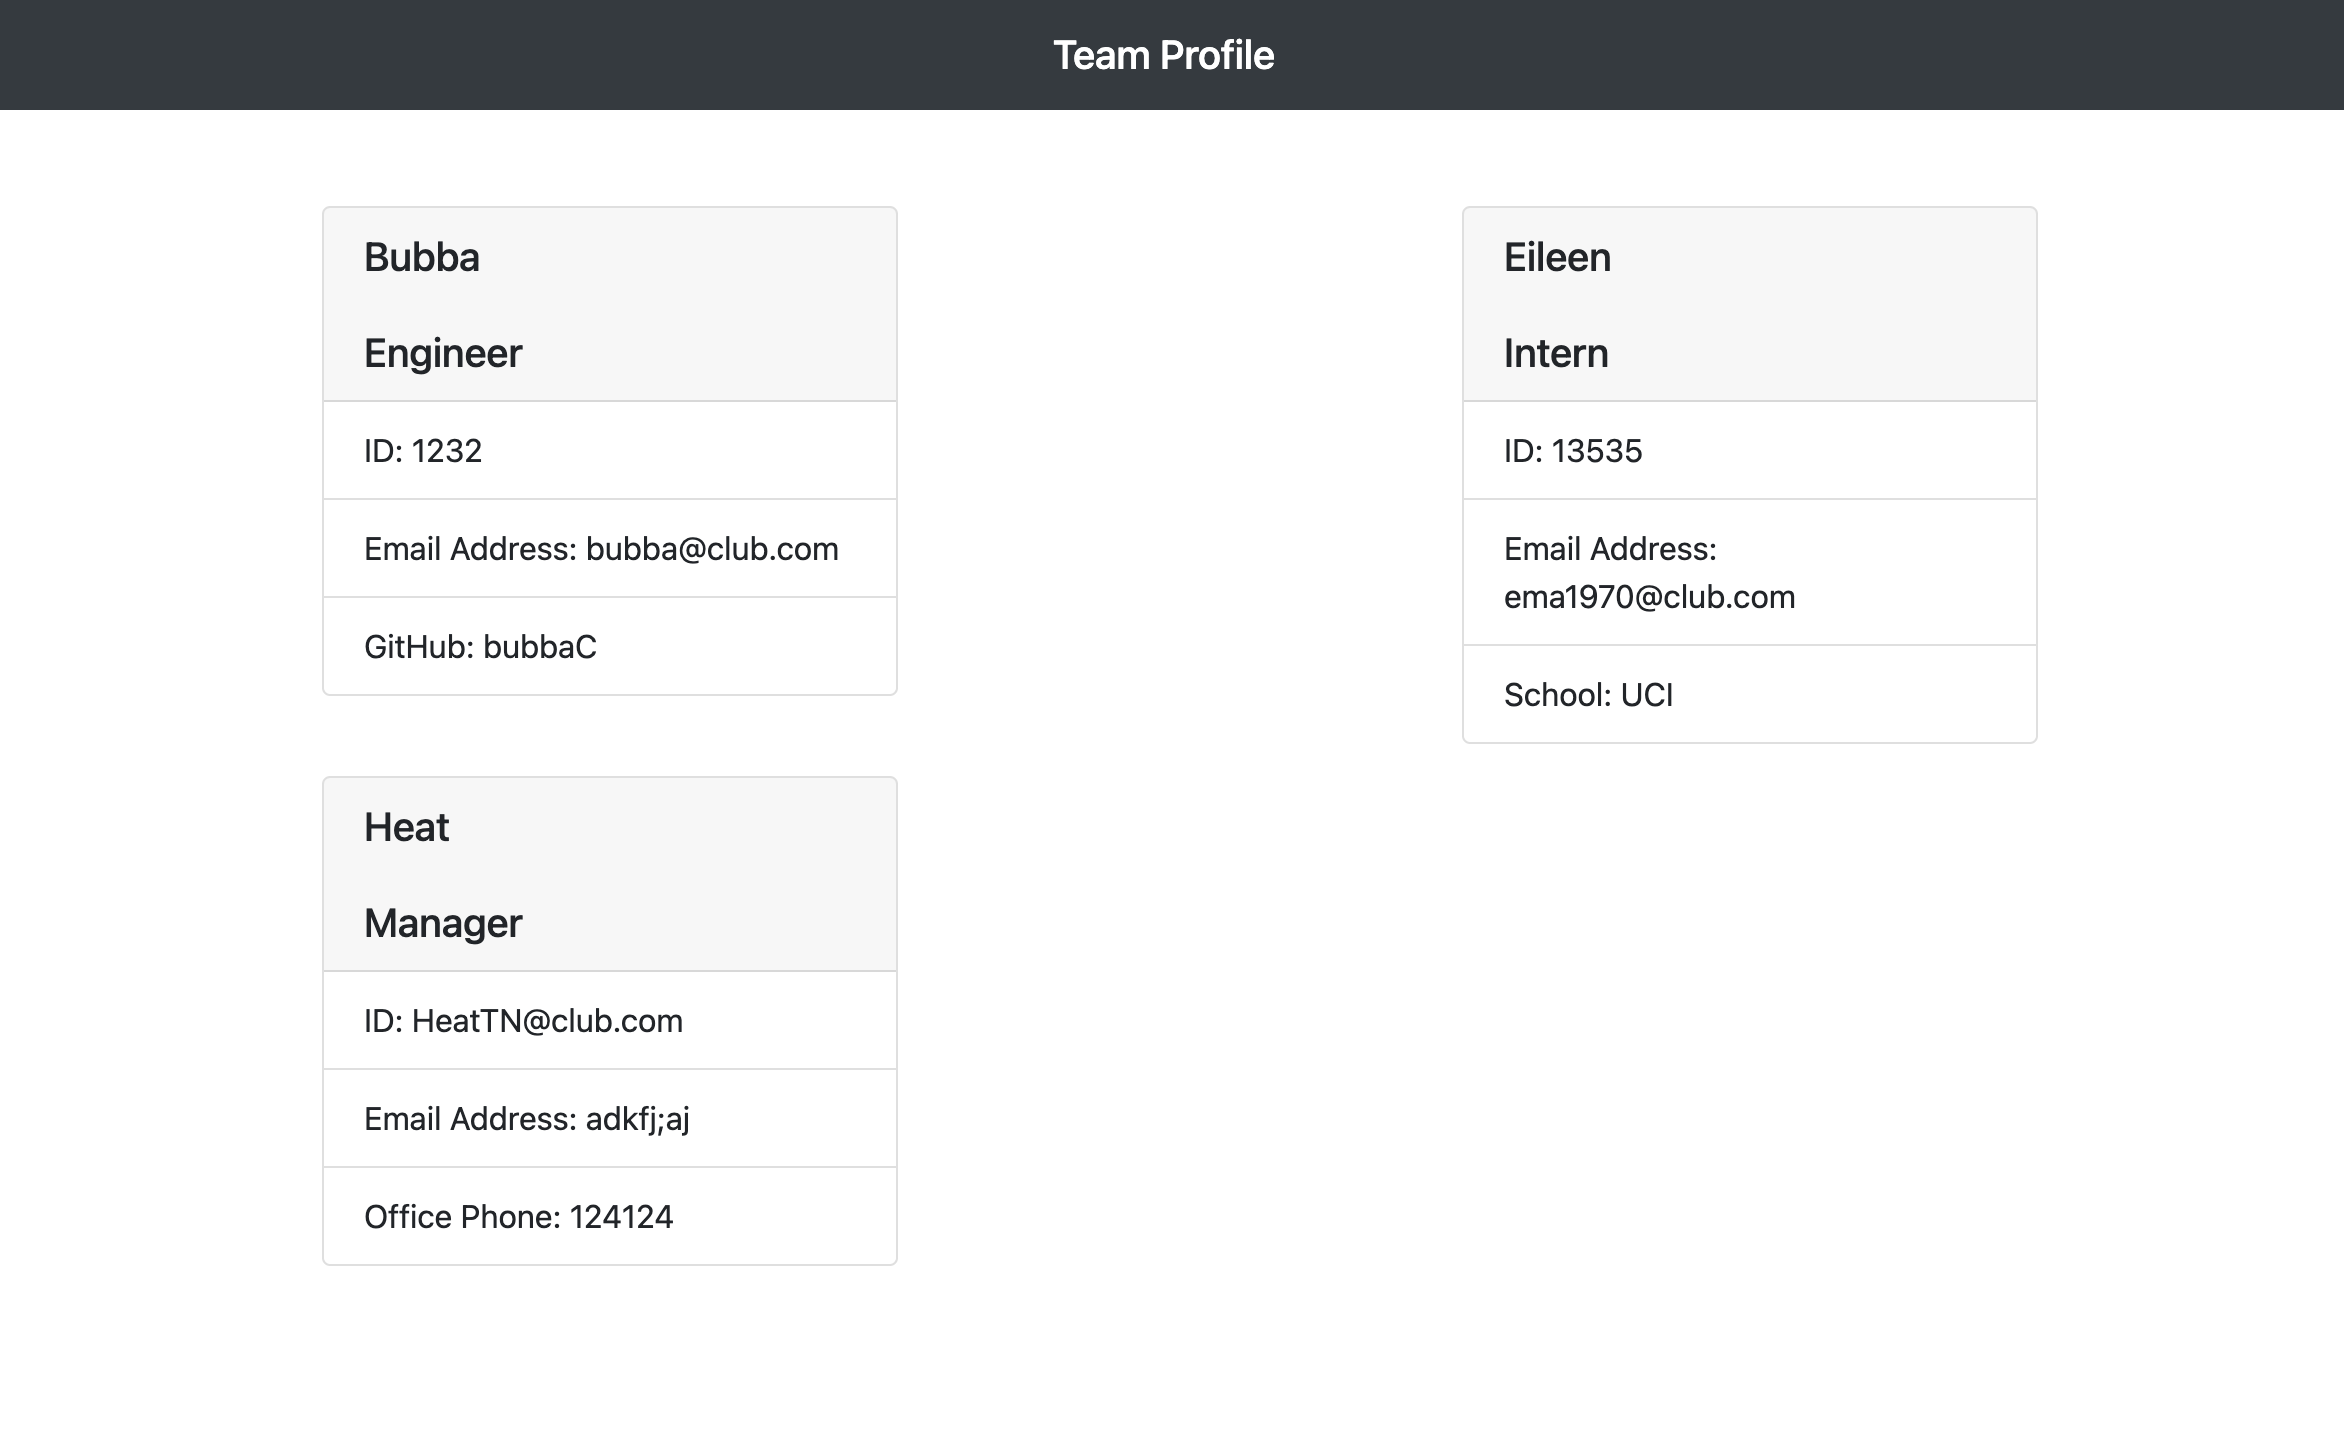 Team Profile
Bubba
Engineer
ID: 1232
Email Address: bubba@club.com
GitHub: bubbaC
Eileen
Intern
ID: 13535
Email Address:
ema1970@club.com
School: UCI
Heat
Manager
ID: HeatTN@club.com
Email Address: adkfj;aj
Office Phone: 124124